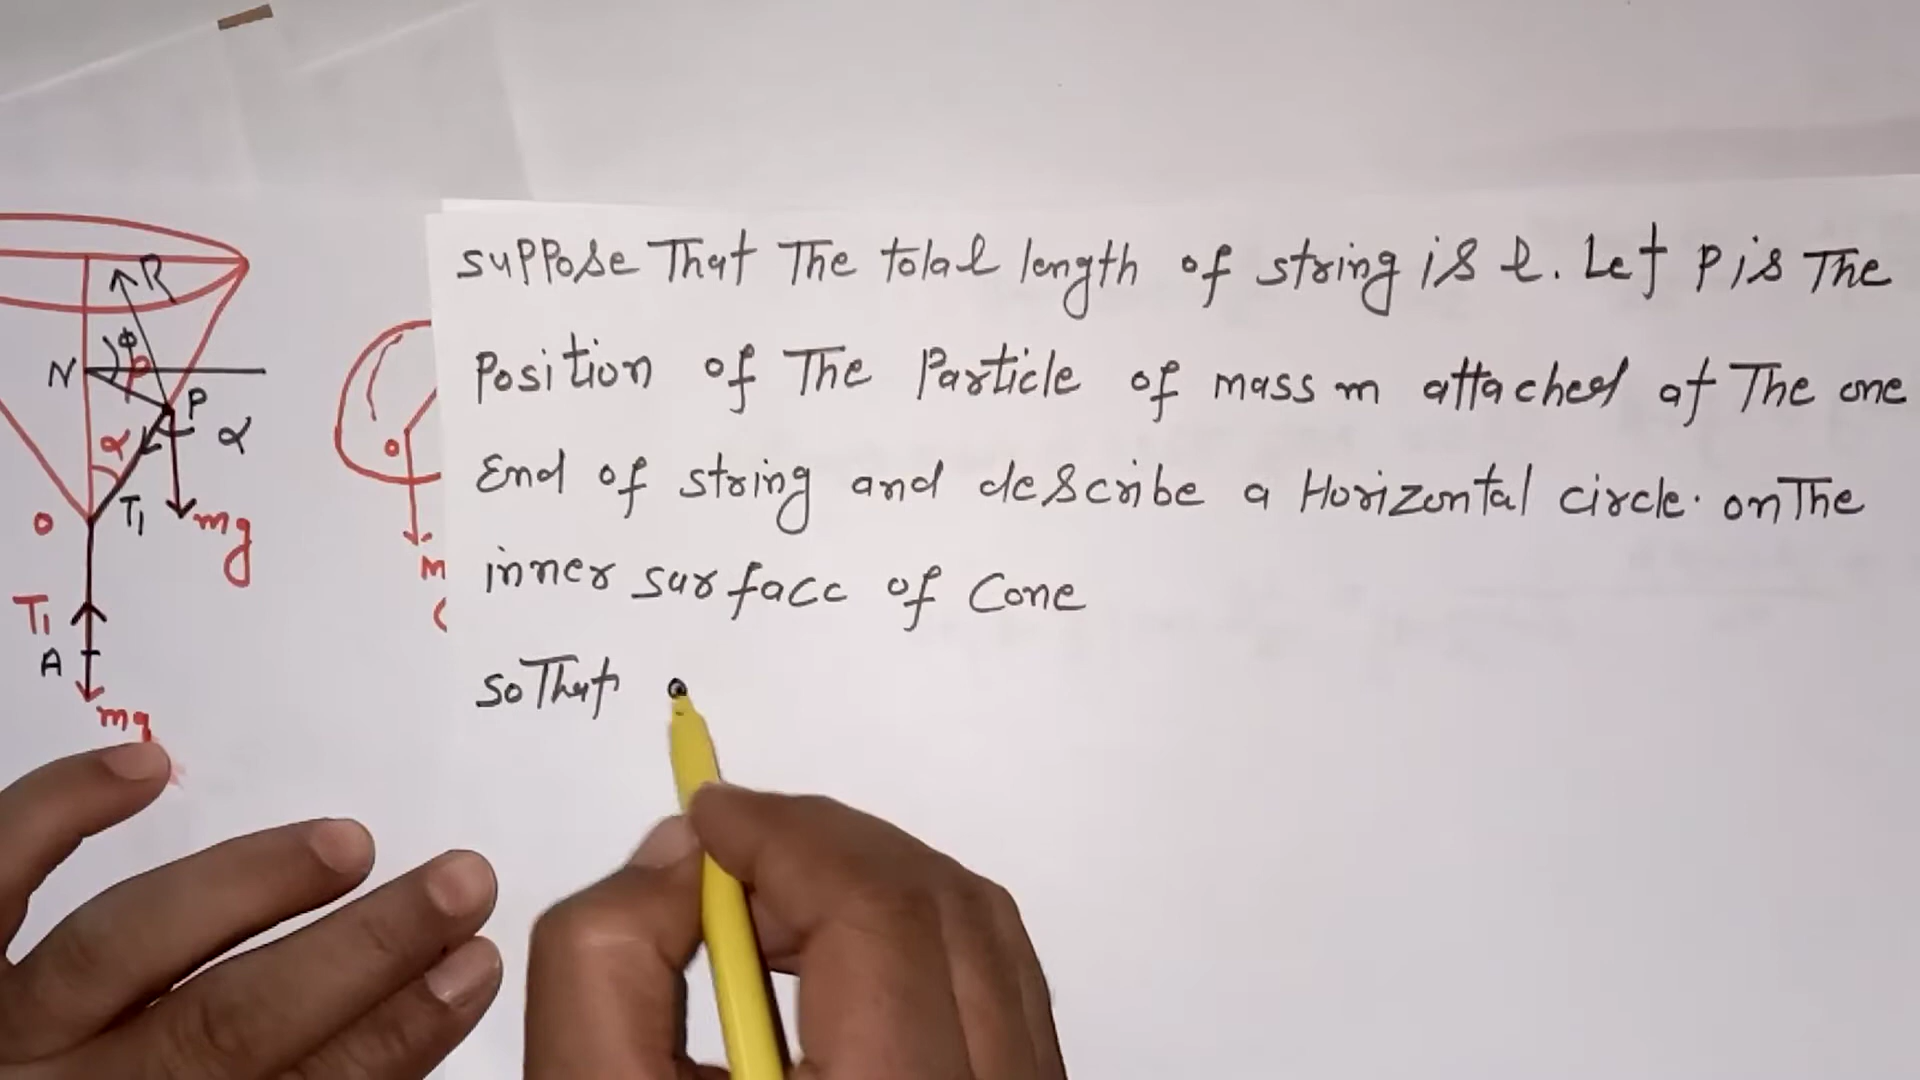 suppose That The total length of string is l. Let P is The
Position of The Particle of mass m attached at The one
End of string and describe a Horizontal circle. on The
inner surface of Cone
so That
R
φ
N
P
α
α
O
T1
mg
T1
A
mg
o
m